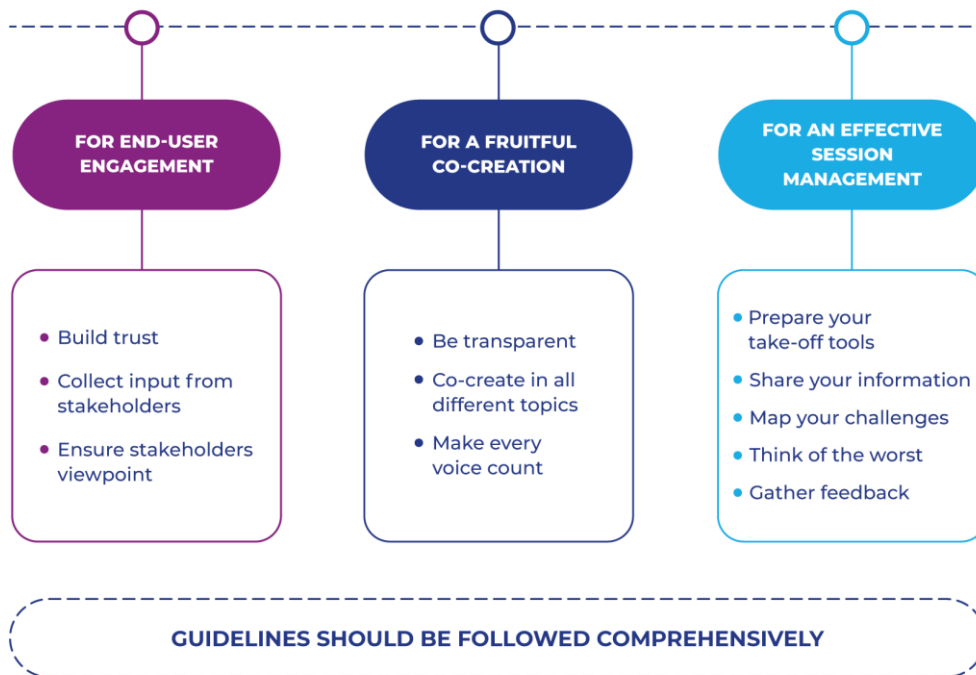 FOR END-USER
ENGAGEMENT
Build trust
Collect input from
stakeholders
Ensure stakeholders
viewpoint
FOR A FRUITFUL
CO-CREATION
Be transparent
Co-create in all
different topics
Make every
voice count
FOR AN EFFECTIVE
SESSION
MANAGEMENT
Prepare your
take-off tools
Share your information
Map your challenges
Think of the worst
Gather feedback
GUIDELINES SHOULD BE FOLLOWED COMPREHENSIVELY